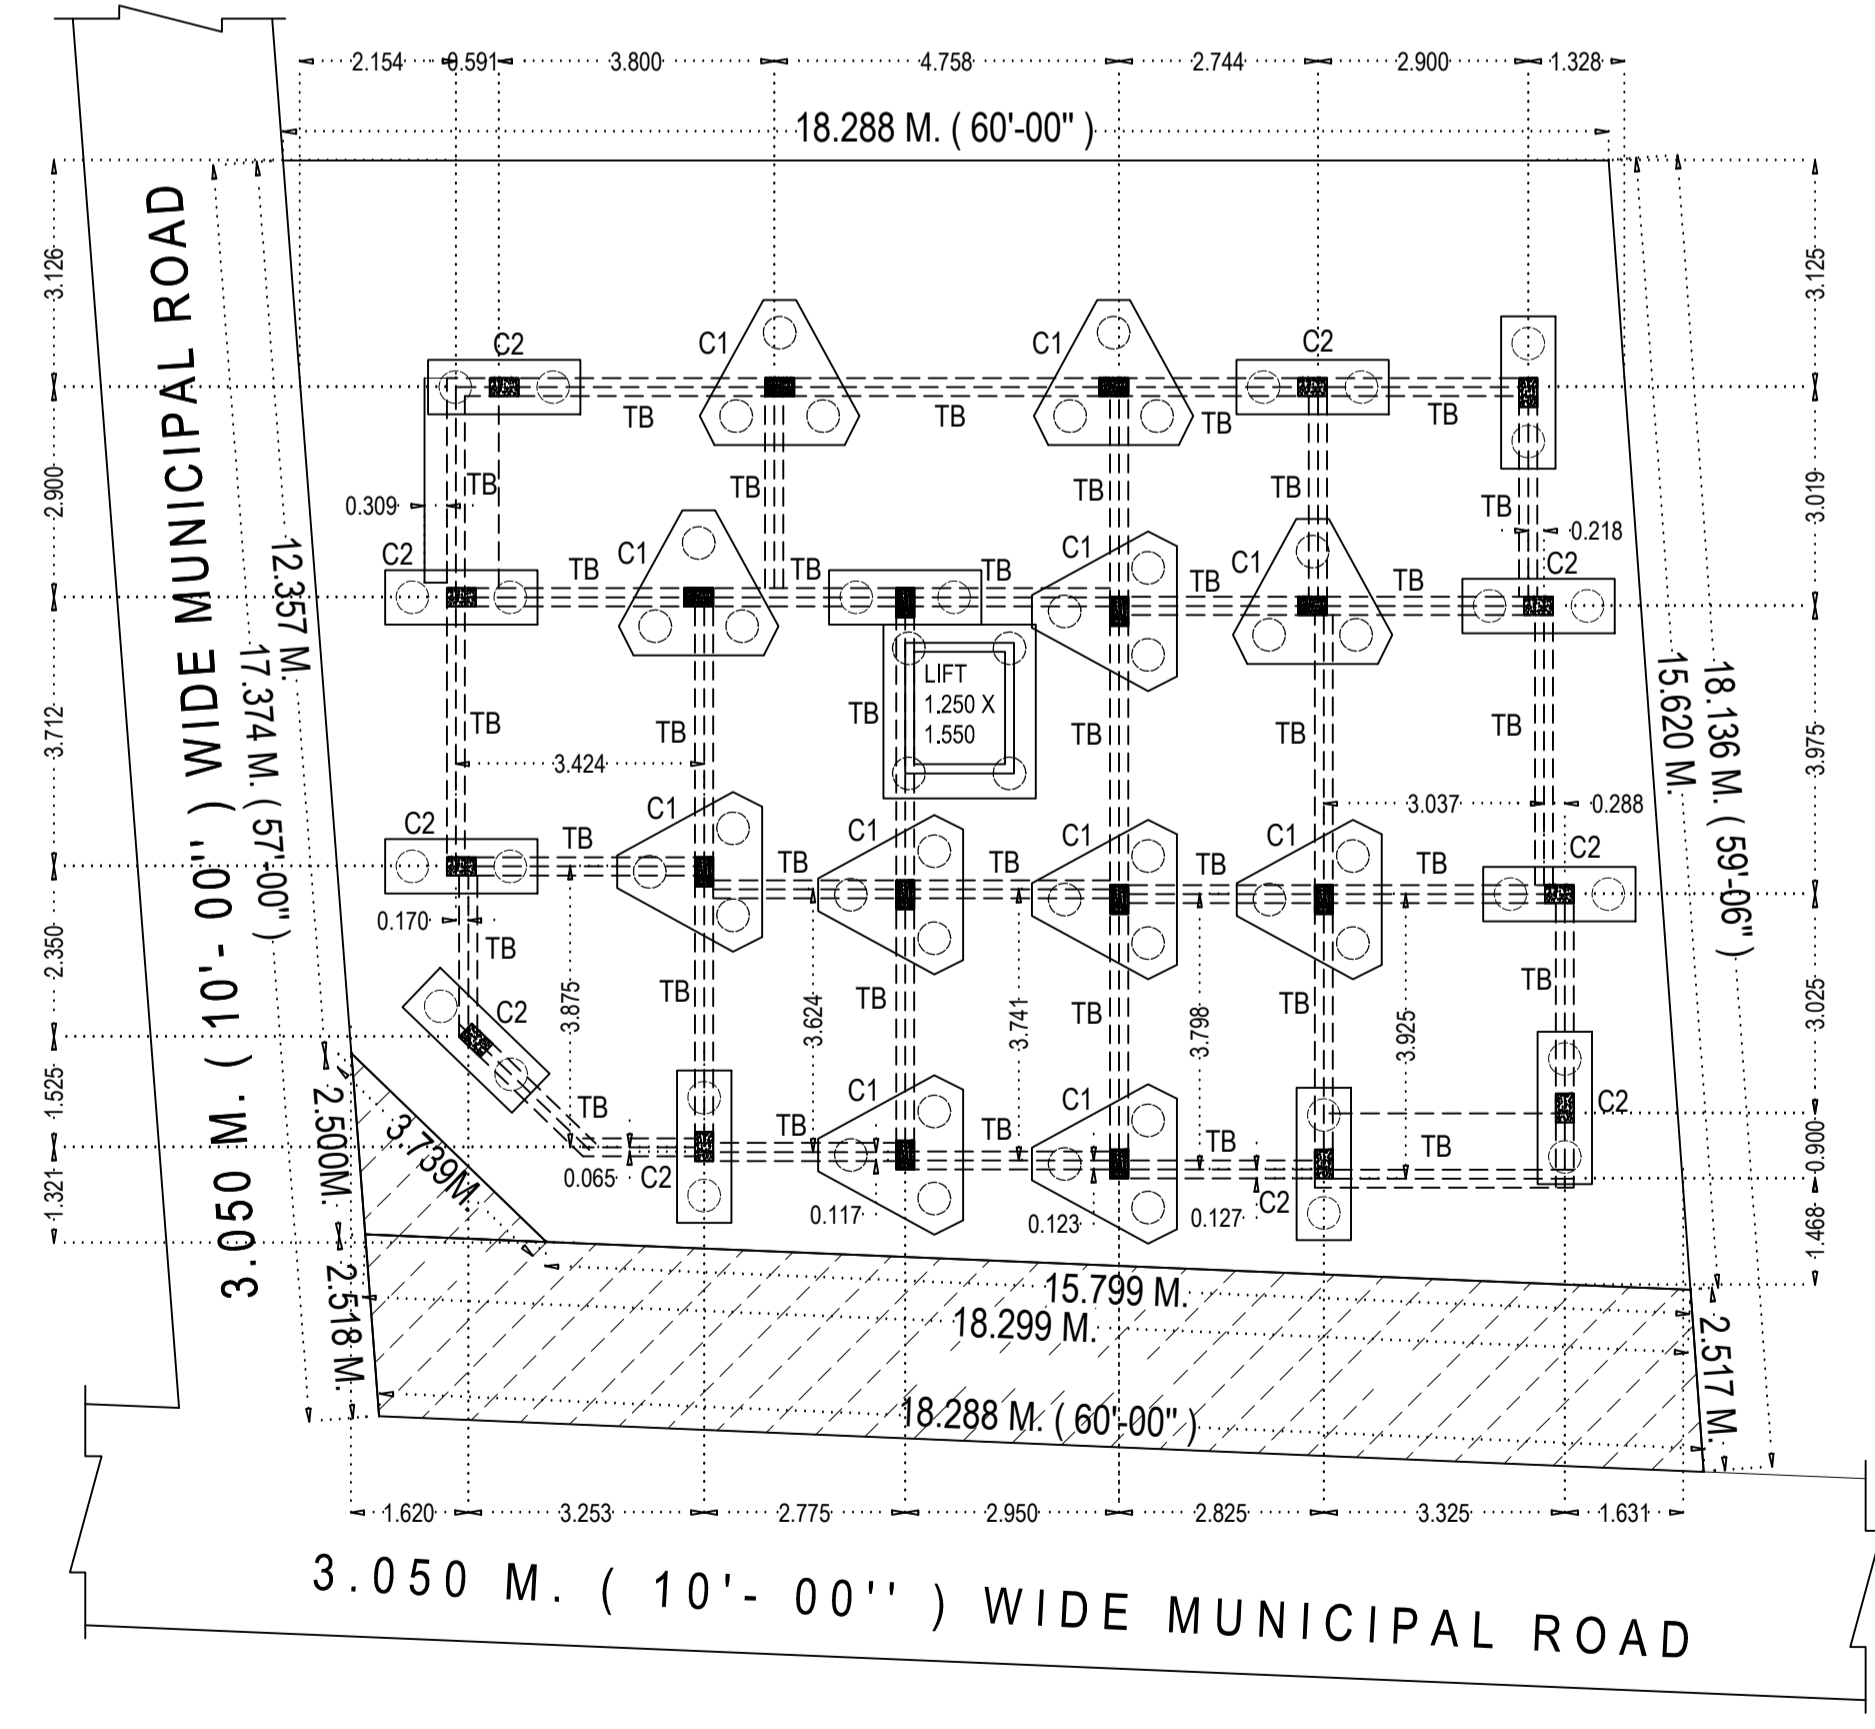 2.154 0.591 3.800 4.758 2.744 2.900 1.328
18.288 M. ( 60'-00" )
3.126
2.900
3.712
2.350
1.525
1.321
3.050 M. ( 10'- 00'' ) WIDE MUNICIPAL ROAD
12.357 M.
17.374 M. ( 57'-00")
2.500M.
2.518 M.
3.739M.
C2 C1 C1 C2
TB TB TB TB
TB TB TB TB TB
0.309 0.218
C2 C1 C1 C1 C2
TB TB TB TB TB
LIFT
1.250 X
1.550
TB TB TB TB TB TB
3.424
3.037 0.288
C2 C1 C1 C1 C1 C2
TB TB TB TB TB
0.170
TB TB TB TB TB TB
C2
3.875 3.624 3.741 3.798 3.925
C1 C1 C2
TB TB TB TB TB
0.065 C2
0.117 0.123 0.127 C2
15.799 M.
18.299 M.
18.288 M. ( 60'-00" )
3.125
3.019
3.975
3.025
0.900
1.468
15.620 M.
18.136 M. ( 59'-06")
2.517 M.
1.620 3.253 2.775 2.950 2.825 3.325 1.631
3.050 M. ( 10'- 00'' ) WIDE MUNICIPAL ROAD